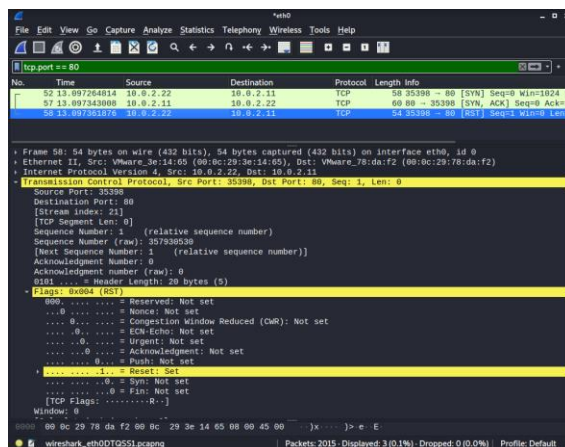 *eth0
File Edit View Go Capture Analyze Statistics Telephony Wireless Tools Help
tcp.port == 80
No. Time Source Destination Protocol Length Info
52 13.097264814 10.0.2.22 10.0.2.11 TCP 58 35398 → 80 [SYN] Seq=0 Win=1024
57 13.097343008 10.0.2.11 TCP 60 80 → 35398 [SYN, ACK] Seq=0 Ack=
58 13.097361876 10.0.2.22 10.0.2.11 TCP 54 35398 → 80 [RST] Seq=1 Win=0 Len
Frame 58: 54 bytes on wire (432 bits), 54 bytes captured (432 bits) on interface eth0, id 0
Ethernet II, Src: VMware_3e:14:65 (00:0c:29:3e:14:65), Dst: VMware_78:da:f2 (00:0c:29:78:da:f2)
Internet Protocol Version 4, Src: 10.0.2.22, Dst: 10.0.2.11
Transmission Control Protocol, Src Port: 35398, Dst Port: 80, Seq: 1, Len: 0
Source Port: 35398
Destination Port: 80
[Stream index: 21]
[TCP Segment Len: 0]
Sequence Number: 1 (relative sequence number)
Sequence Number (raw): 357930530
[Next Sequence Number: 1 (relative sequence number)]
Acknowledgment Number: 0
Acknowledgment number (raw): 0
0101 .... = Header Length: 20 bytes (5)
Flags: 0x004 (RST)
000. .... .... = Reserved: Not set
...0 .... .... = Nonce: Not set
.... 0... .... = Congestion Window Reduced (CWR): Not set
.... .0.. .... = ECN-Echo: Not set
.... ..0. .... = Urgent: Not set
.... ...0 .... = Acknowledgment: Not set
.... .... 0... = Push: Not set
.... .... .1.. = Reset: Set
.... .... ..0. = Syn: Not set
.... .... ...0 = Fin: Not set
[TCP Flags: ·········R··]
Window: 0
0000 00 0c 29 78 da f2 00 0c 29 3e 14 65 08 00 45 00 ··)x···· )>·e··E·
wireshark_eth0DTQSS1.pcapng Packets: 2015 · Displayed: 3 (0.1%) · Dropped: 0 (0.0%) Profile: Default